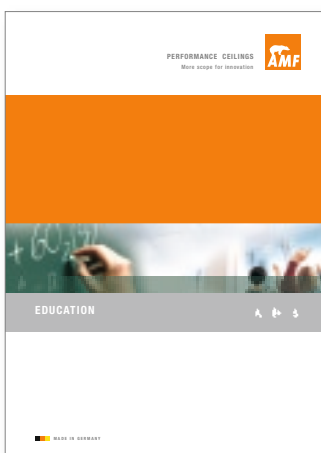 PERFORMANCE CEILINGS
More scope for innovation
AMF
EDUCATION
MADE IN GERMANY